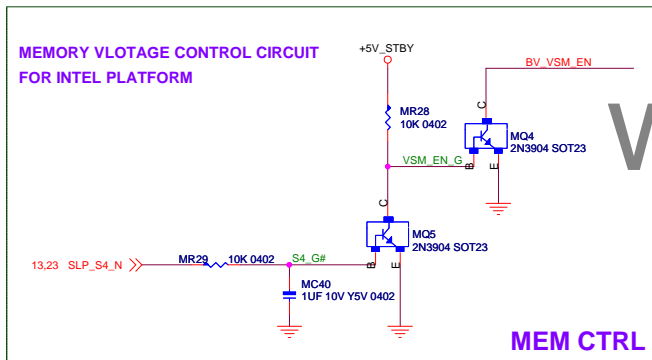 MEMORY VLOTAGE CONTROL CIRCUIT
FOR INTEL PLATFORM
+5V_STBY
BV_VSM_EN
MR28
10K 0402
C
MQ4
2N3904 SOT23
VSM_EN_G
B
E
V
C
MQ5
2N3904 SOT23
13,23 SLP_S4_N
MR29
10K 0402
S4_G#
B
E
MC40
1UF 10V Y5V 0402
MEM CTRL